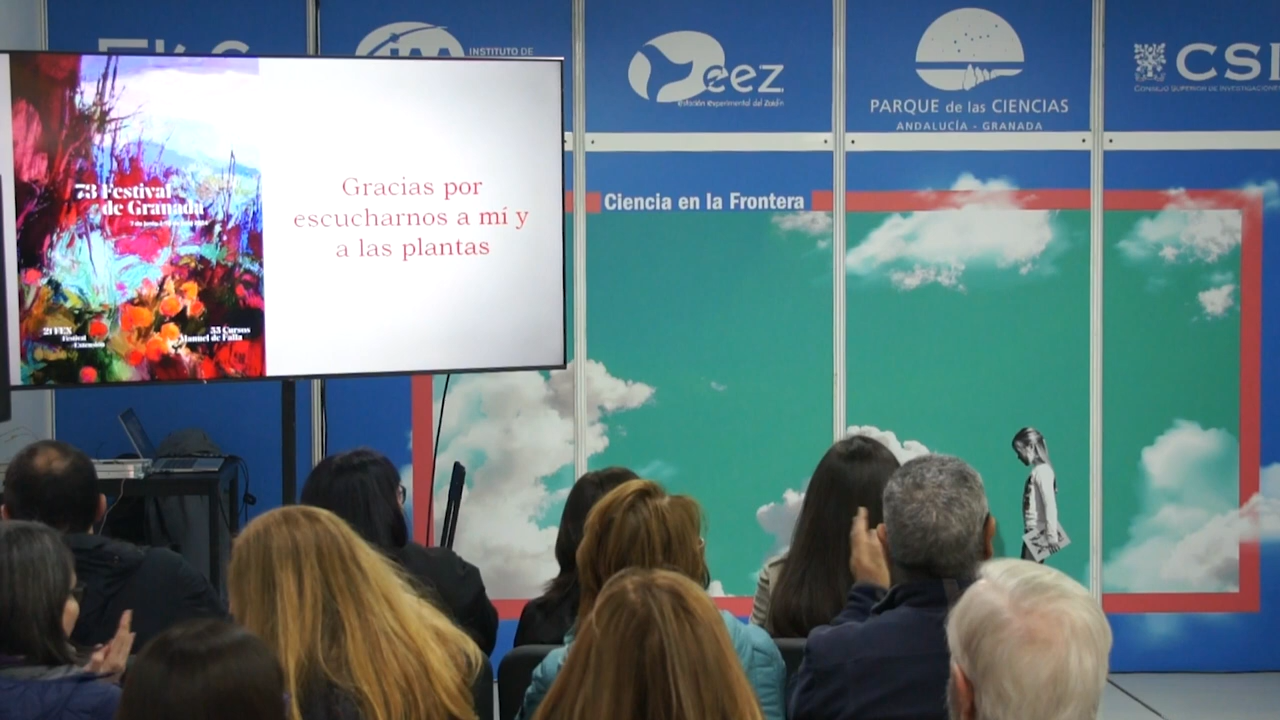 IAA
INSTITUTO DE
eez
Estación Experimental del Zaidín
PARQUE de las CIENCIAS
ANDALUCÍA - GRANADA
CSI
CONSEJO SUPERIOR DE INVESTIGACIONES
73 Festival
de Granada
21 FEX
Festival
Extensión
55 Cursos
Manuel de Falla
Gracias por
escucharnos a mí y
a las plantas
Ciencia en la Frontera